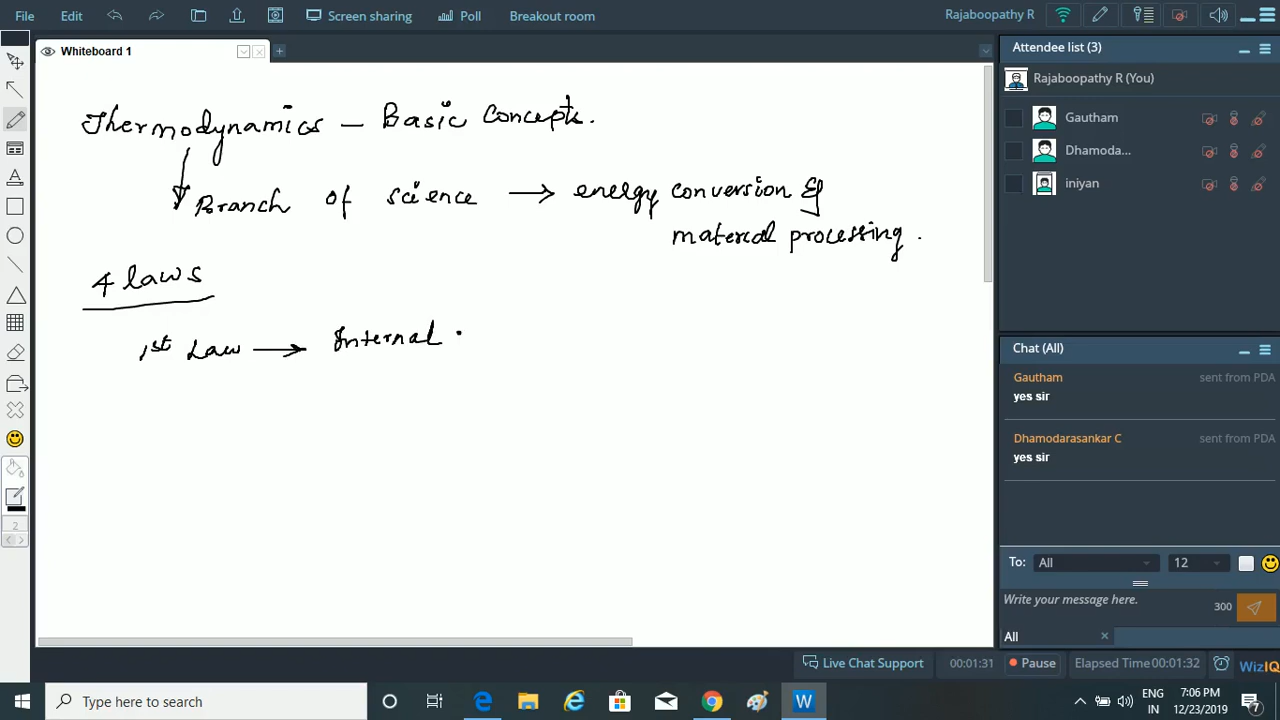 File Edit Screen sharing Poll Breakout room Rajaboopathy R
Whiteboard 1
Attendee list (3)
Rajaboopathy R (You)
Gautham
Dhamoda...
iniyan
Thermodynamics – Basic Concepts.
Branch of science → energy conversion &
material processing.
4 laws
1st Law → Internal
Chat (All)
Gautham sent from PDA
yes sir
Dhamodarasankar C sent from PDA
yes sir
To: All 12
Write your message here. 300
All
2
Live Chat Support 00:01:31 Pause Elapsed Time 00:01:32 WizIQ
Type here to search
ENG 7:06 PM
IN 12/23/2019 7